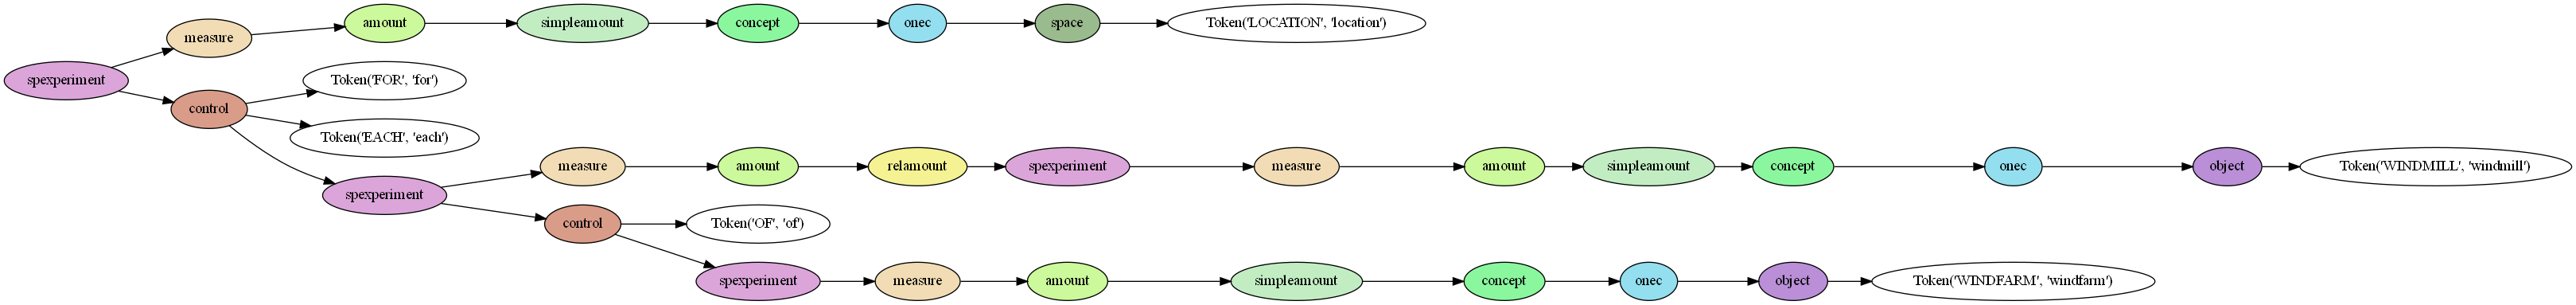 amount simpleamount concept onec space Token('LOCATION', 'location')
measure
spexperiment Token('FOR', 'for')
control
Token('EACH', 'each')
measure amount relamount spexperiment measure amount simpleamount concept onec object Token('WINDMILL', 'windmill')
spexperiment
control Token('OF', 'of')
spexperiment measure amount simpleamount concept onec object Token('WINDFARM', 'windfarm')